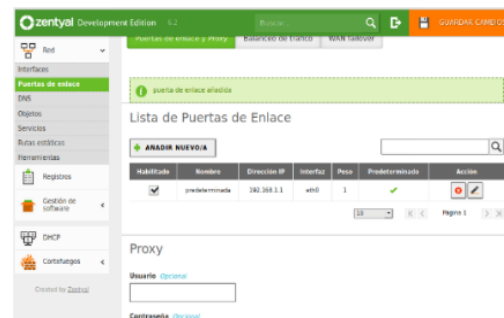 zentyal Development Edition 6.2
Buscar...
GUARDAR CAMBIOS
Red
Interfaces
Puertas de enlace
DNS
Objetos
Servicios
Rutas estáticas
Herramientas
Registros
Gestión de software
DHCP
Cortafuegos
Created by Zentyal
Puertas de enlace y Proxy
Balanceo de tráfico
WAN failover
puerta de enlace añadida
Lista de Puertas de Enlace
AÑADIR NUEVO/A
Habilitado Nombre Dirección IP Interfaz Peso Predeterminado Acción
predeterminada 192.168.1.1 eth0 1
10
Página 1
Proxy
Usuario Opcional
Contraseña Opcional